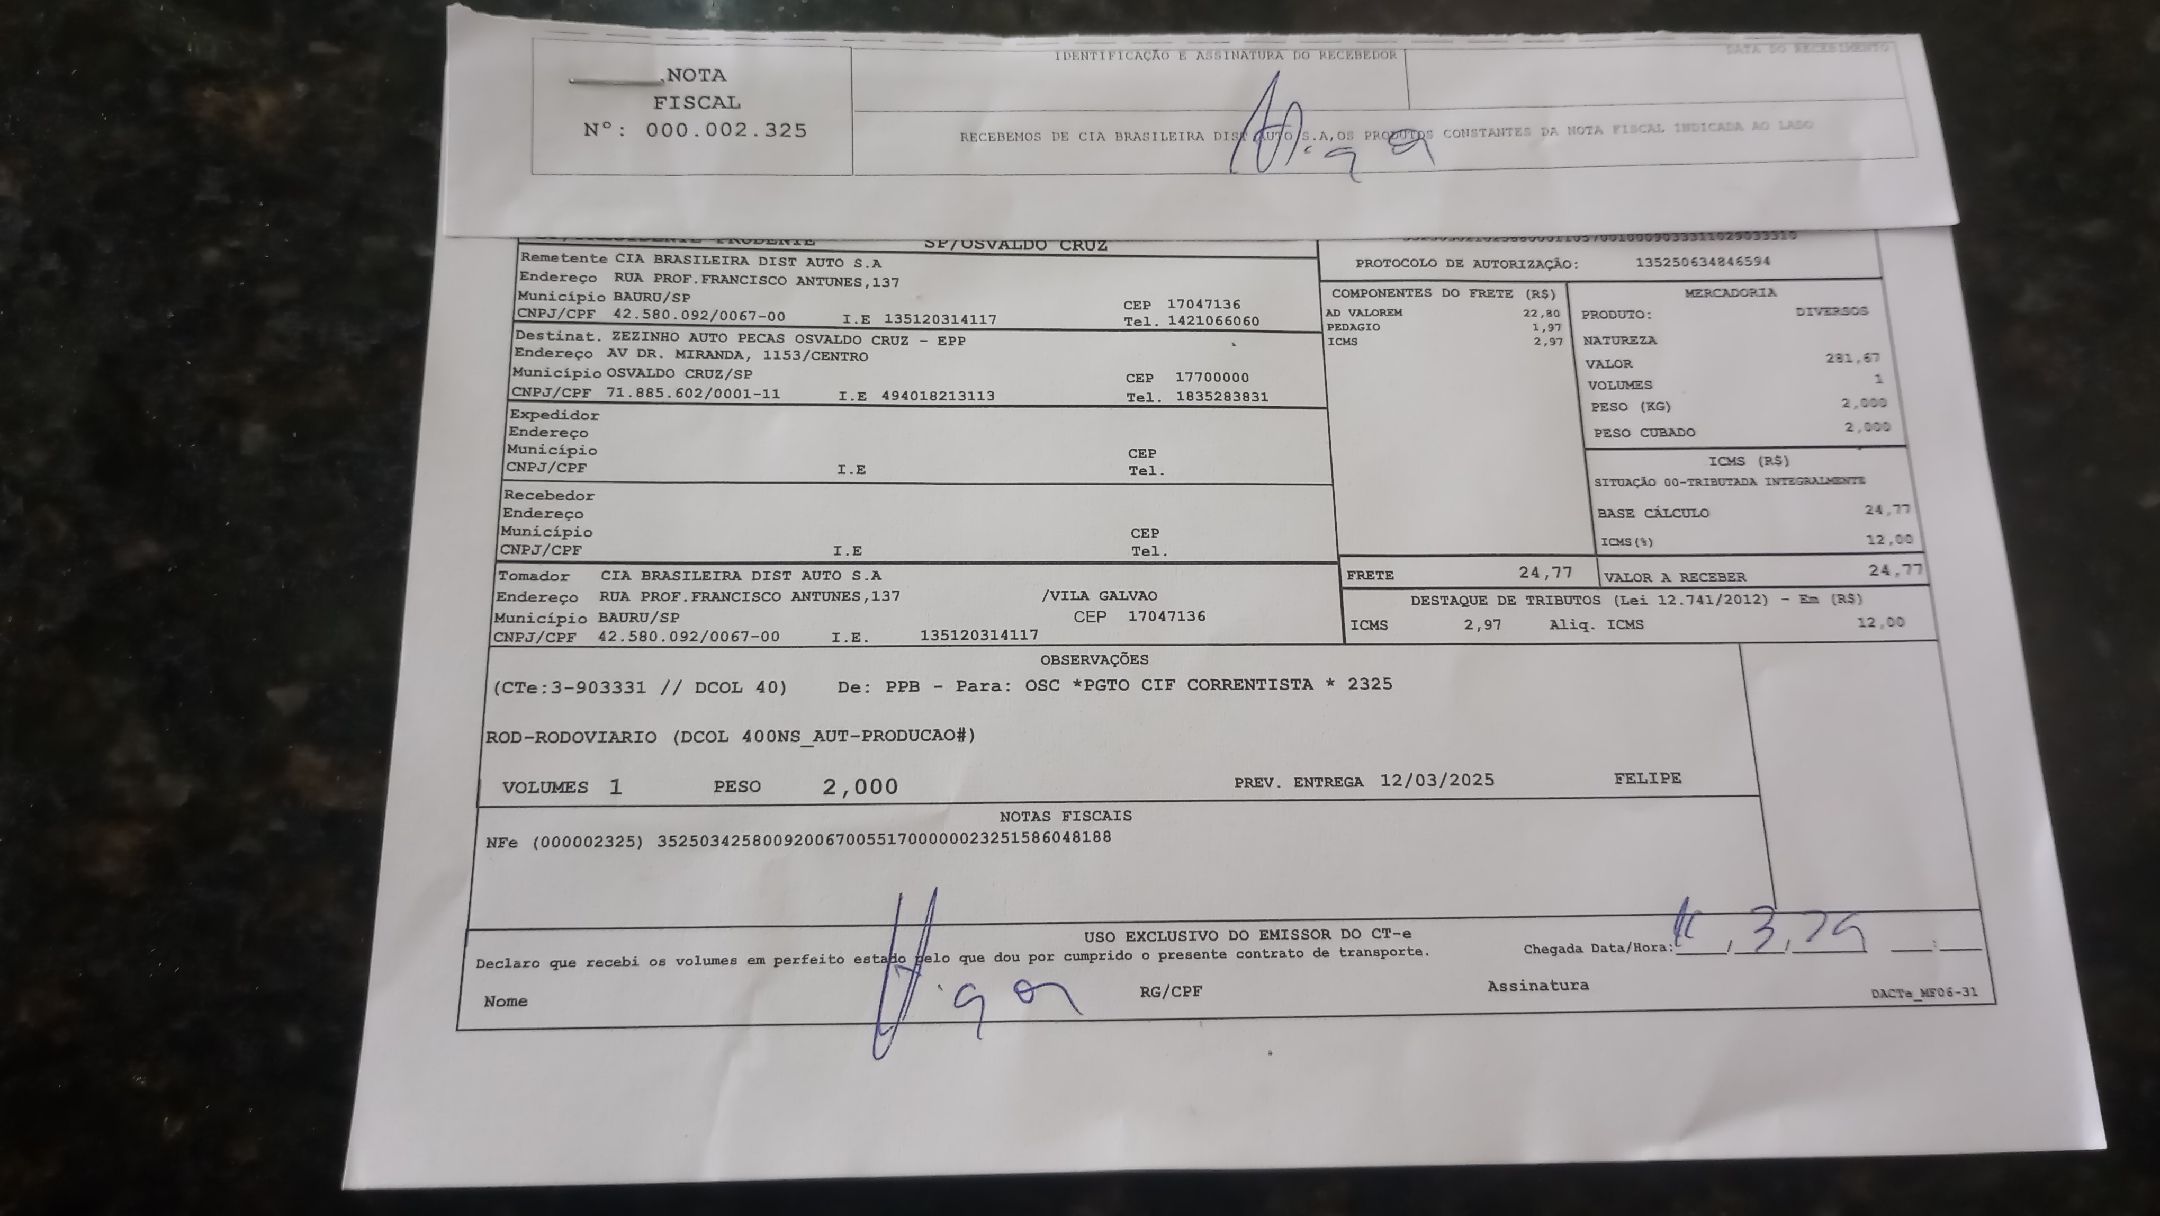 NOTA
FISCAL
Nº: 000.002.325
IDENTIFICAÇÃO E ASSINATURA DO RECEBEDOR
DATA DO RECEBIMENTO
RECEBEMOS DE CIA BRASILEIRA DIST AUTO S.A,OS PRODUTOS CONSTANTES DA NOTA FISCAL INDICADA AO LADO
SP/OSVALDO CRUZ
Remetente CIA BRASILEIRA DIST AUTO S.A
Endereço RUA PROF.FRANCISCO ANTUNES,137
Município BAURU/SP CEP 17047136
CNPJ/CPF 42.580.092/0067-00 I.E 135120314117 Tel. 1421066060
Destinat. ZEZINHO AUTO PECAS OSVALDO CRUZ - EPP
Endereço AV DR. MIRANDA, 1153/CENTRO
Município OSVALDO CRUZ/SP CEP 17700000
CNPJ/CPF 71.885.602/0001-11 I.E 494018213113 Tel. 1835283831
Expedidor
Endereço
Município CEP
CNPJ/CPF I.E Tel.
Recebedor
Endereço
Município CEP
CNPJ/CPF I.E Tel.
Tomador CIA BRASILEIRA DIST AUTO S.A
Endereço RUA PROF.FRANCISCO ANTUNES,137 /VILA GALVAO
Município BAURU/SP CEP 17047136
CNPJ/CPF 42.580.092/0067-00 I.E. 135120314117
PROTOCOLO DE AUTORIZAÇÃO: 135250634846594
COMPONENTES DO FRETE (R$)
AD VALOREM 22,80
PEDAGIO 1,97
ICMS 2,97
MERCADORIA
PRODUTO: DIVERSOS
NATUREZA
VALOR 281,67
VOLUMES 1
PESO (KG) 2,000
PESO CUBADO 2,000
ICMS (R$)
SITUAÇÃO 00-TRIBUTADA INTEGRALMENTE
BASE CÁLCULO 24,77
ICMS(%) 12,00
FRETE 24,77 VALOR A RECEBER 24,77
DESTAQUE DE TRIBUTOS (Lei 12.741/2012) - Em (R$)
ICMS 2,97 Aliq. ICMS 12,00
OBSERVAÇÕES
(CTe:3-903331 // DCOL 40) De: PPB - Para: OSC *PGTO CIF CORRENTISTA * 2325
ROD-RODOVIARIO (DCOL 400NS_AUT-PRODUCAO#)
VOLUMES 1 PESO 2,000 PREV. ENTREGA 12/03/2025 FELIPE
NOTAS FISCAIS
NFe (000002325) 35250342580092006700551700000023251586048188
USO EXCLUSIVO DO EMISSOR DO CT-e
Declaro que recebi os volumes em perfeito estado pelo que dou por cumprido o presente contrato de transporte.
Chegada Data/Hora:
Nome RG/CPF Assinatura
DACTe_MF06-31